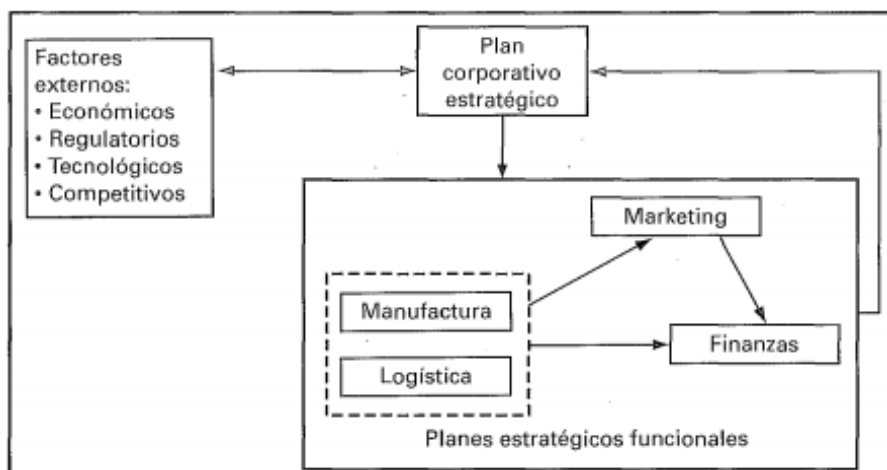 Factores
externos:
• Económicos
• Regulatorios
• Tecnológicos
• Competitivos
Plan
corporativo
estratégico
Marketing
Manufactura
Logística
Finanzas
Planes estratégicos funcionales